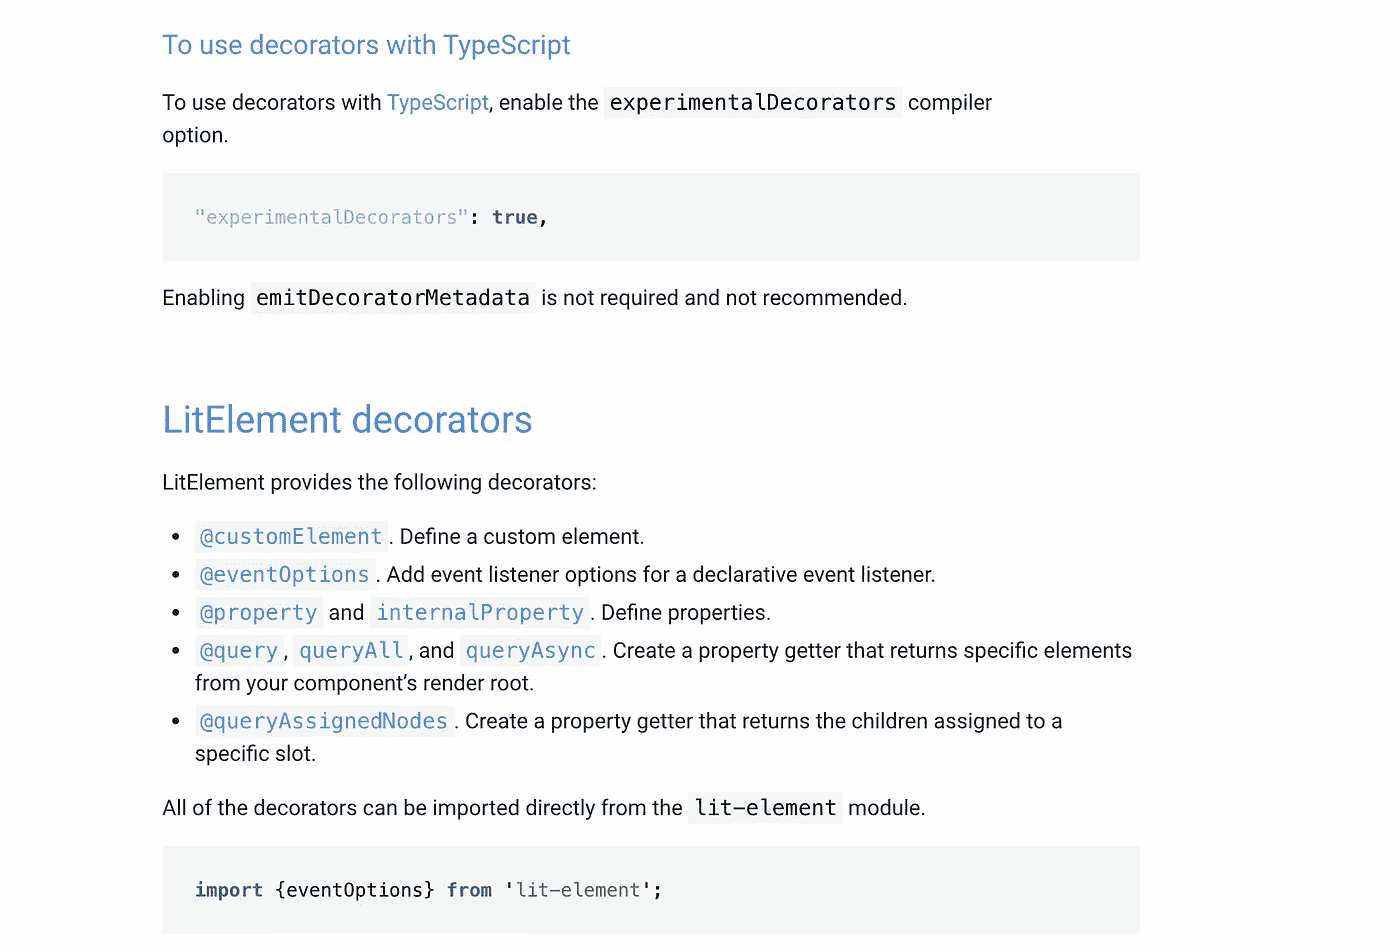 To use decorators with TypeScript
To use decorators with TypeScript, enable the experimentalDecorators compiler
option.
"experimentalDecorators": true,
Enabling emitDecoratorMetadata is not required and not recommended.
LitElement decorators
LitElement provides the following decorators:
• @customElement. Define a custom element.
• @eventOptions. Add event listener options for a declarative event listener.
• @property and internalProperty. Define properties.
• @query, queryAll, and queryAsync. Create a property getter that returns specific elements
from your component’s render root.
• @queryAssignedNodes. Create a property getter that returns the children assigned to a
specific slot.
All of the decorators can be imported directly from the lit-element module.
import {eventOptions} from 'lit-element';